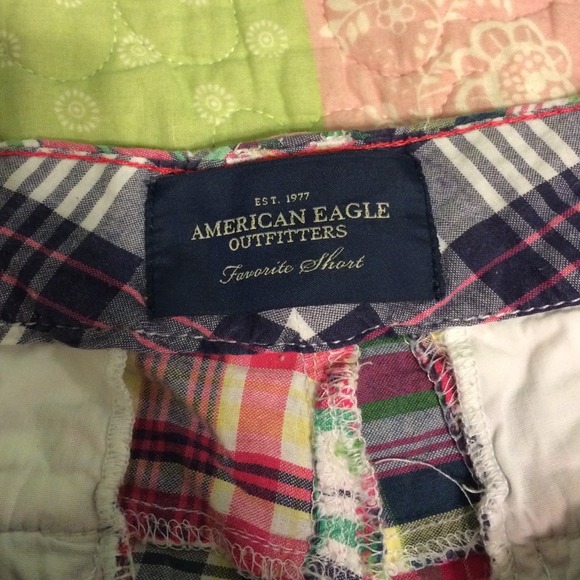 EST. 1977
AMERICAN EAGLE
OUTFITTERS
Favorite Short